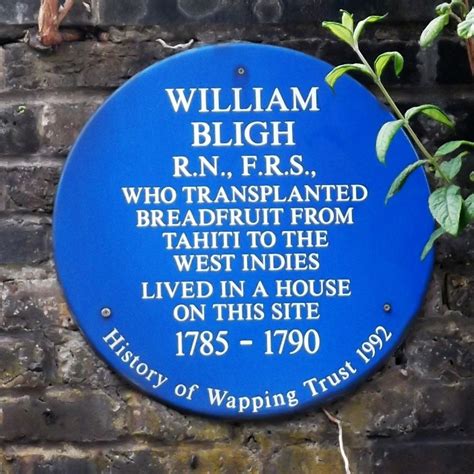 WILLIAM
BLIGH
R.N., F.R.S.,
WHO TRANSPLANTED
BREADFRUIT FROM
TAHITI TO THE
WEST INDIES
LIVED IN A HOUSE
ON THIS SITE
1785 - 1790
History of Wapping Trust 1992